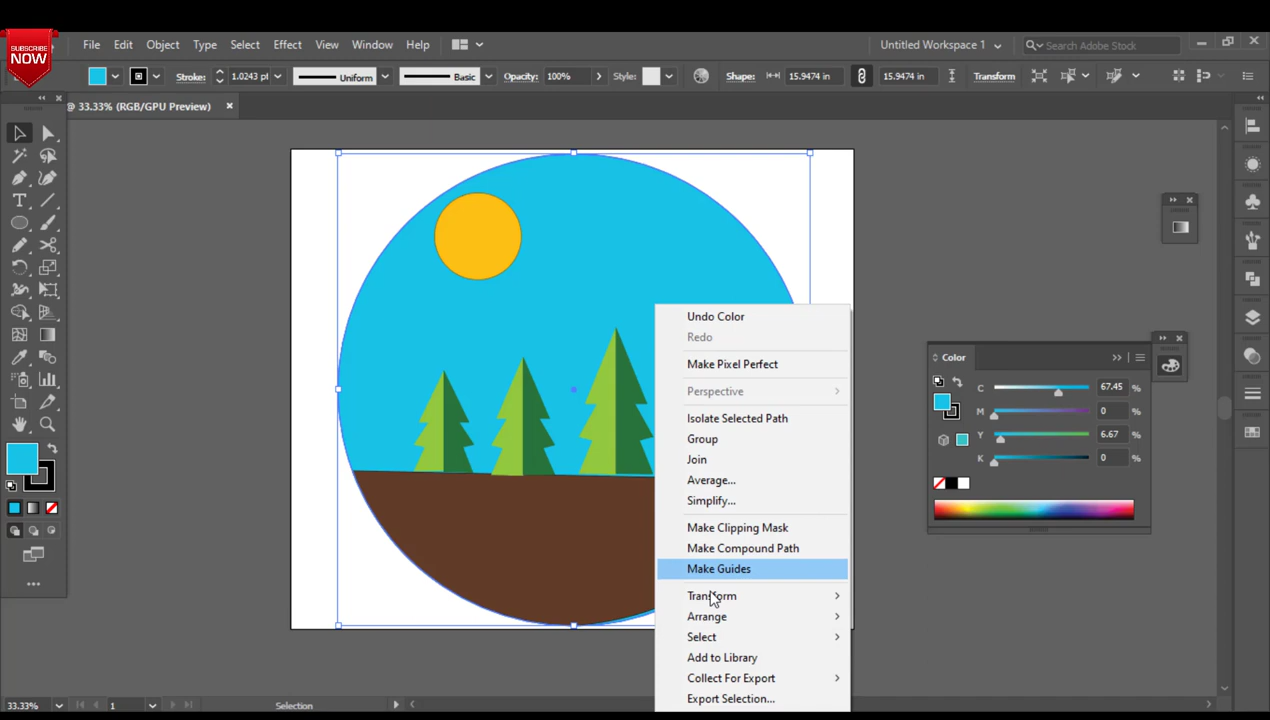 SUBSCRIBE
NOW
File Edit Object Type Select Effect View Window Help
Untitled Workspace 1
Search Adobe Stock
Stroke: 1.0243 pt Uniform Basic Opacity: 100% Style: Shape: 15.9474 in 15.9474 in Transform
@ 33.33% (RGB/GPU Preview)
Undo Color
Redo
Make Pixel Perfect
Perspective
Isolate Selected Path
Group
Join
Average...
Simplify...
Make Clipping Mask
Make Compound Path
Make Guides
Transform
Arrange
Select
Add to Library
Collect For Export
Export Selection...
Color
C 67.45 %
M 0 %
Y 6.67 %
K 0 %
33.33% 1 Selection